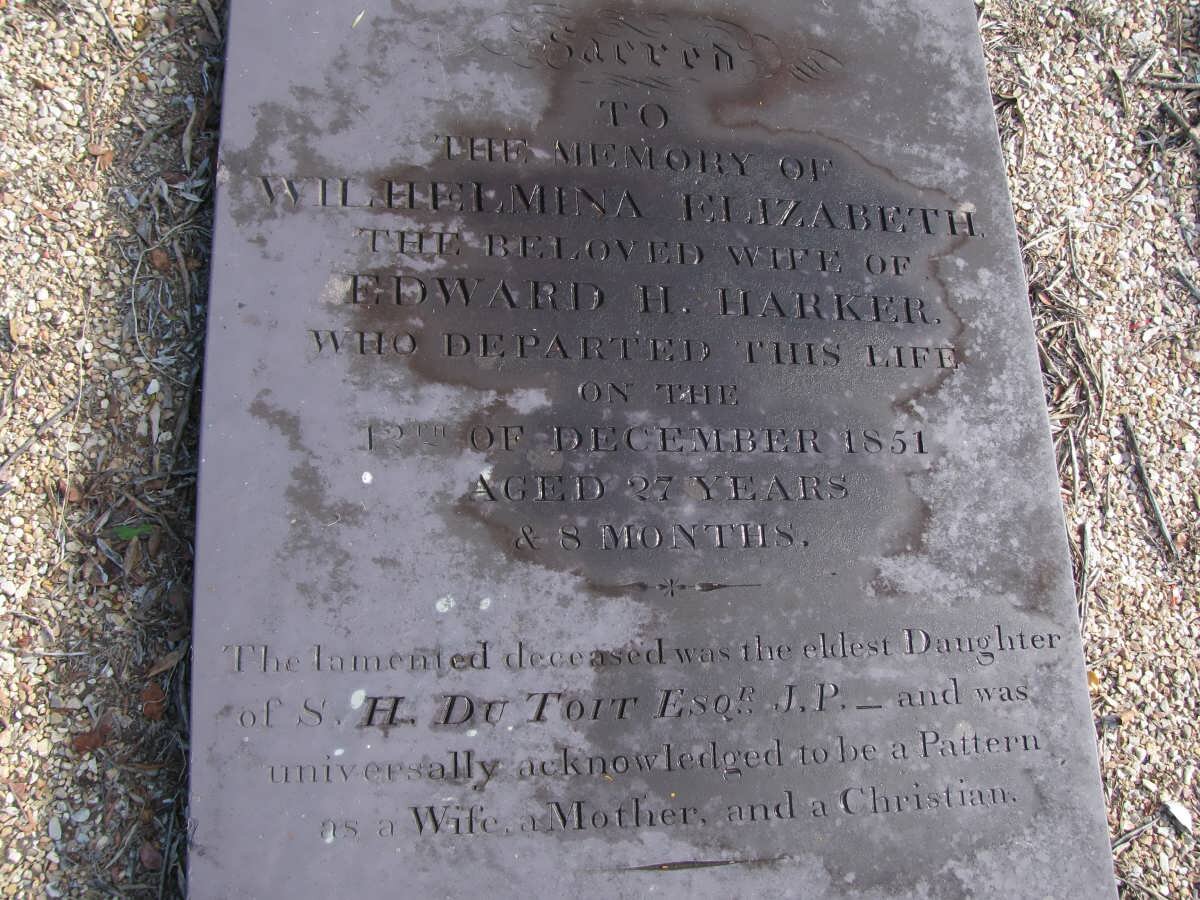 Sacred
TO
THE MEMORY OF
WILHELMINA ELIZABETH.
THE BELOVED WIFE OF
EDWARD H. HARKER.
WHO DEPARTED THIS LIFE
ON THE
12TH OF DECEMBER 1851
AGED 27 YEARS
& 8 MONTHS.
The lamented deceased was the eldest Daughter
of S. H. DU TOIT ESQR. J.P. _ and was
universally acknowledged to be a Pattern,
as a Wife, a Mother, and a Christian.